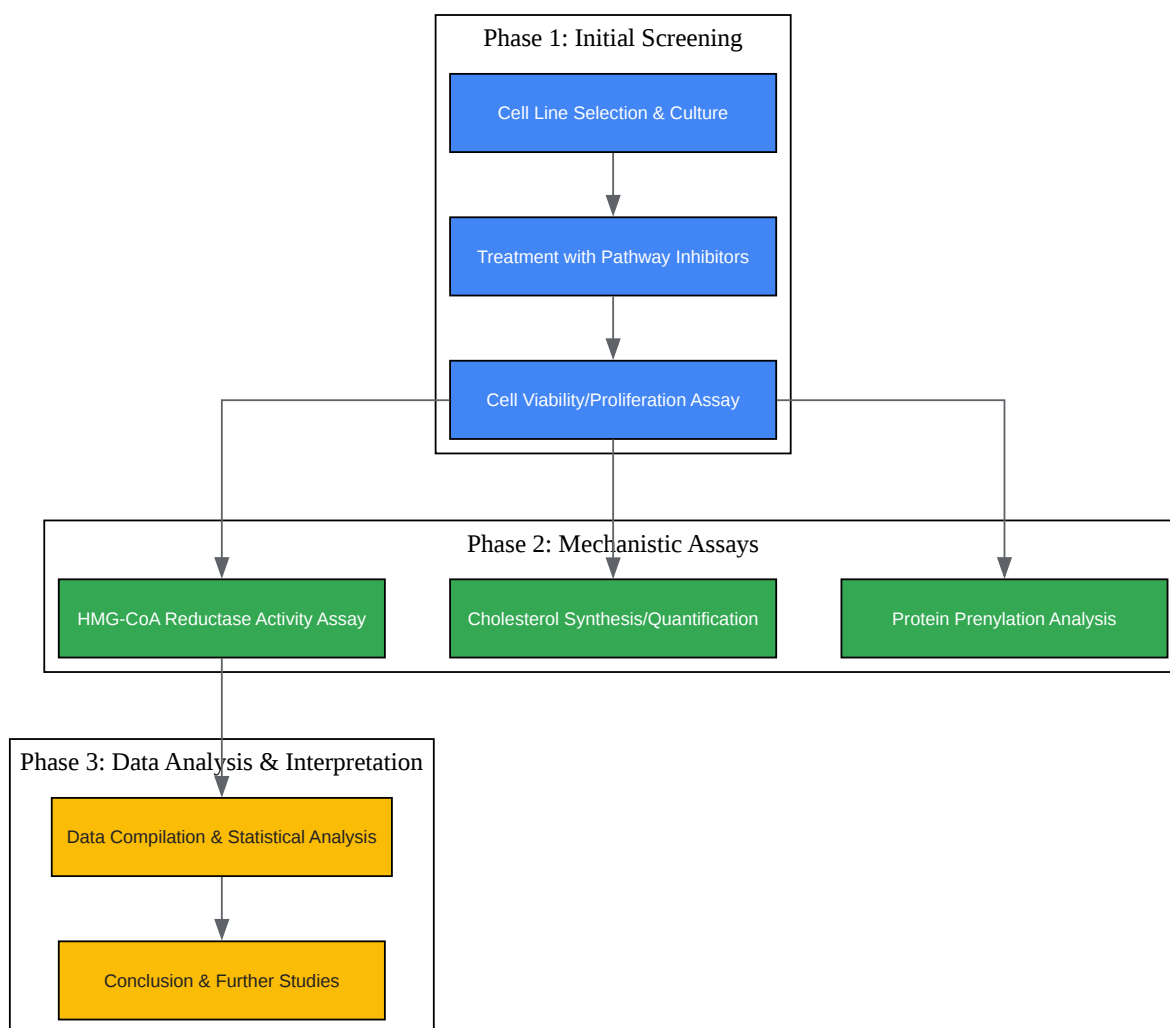 Phase 1: Initial Screening
Cell Line Selection & Culture
Treatment with Pathway Inhibitors
Cell Viability/Proliferation Assay
Phase 2: Mechanistic Assays
HMG-CoA Reductase Activity Assay
Cholesterol Synthesis/Quantification
Protein Prenylation Analysis
Phase 3: Data Analysis & Interpretation
Data Compilation & Statistical Analysis
Conclusion & Further Studies